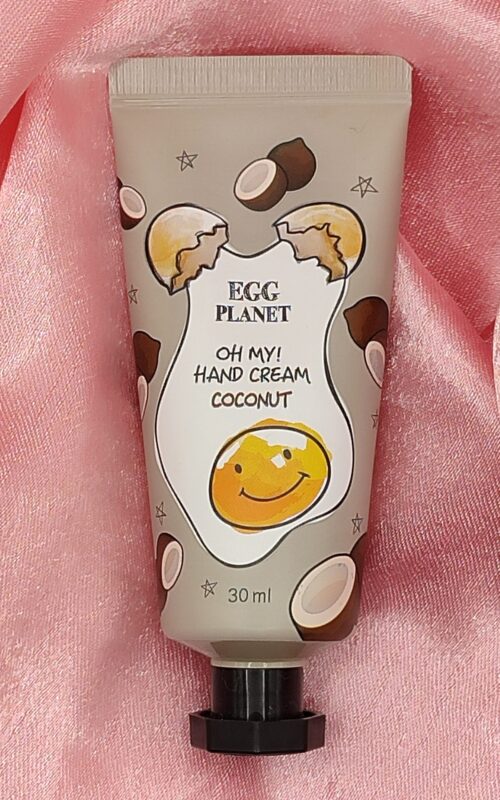 EGG
PLANET
OH MY!
HAND CREAM
COCONUT
30 ml